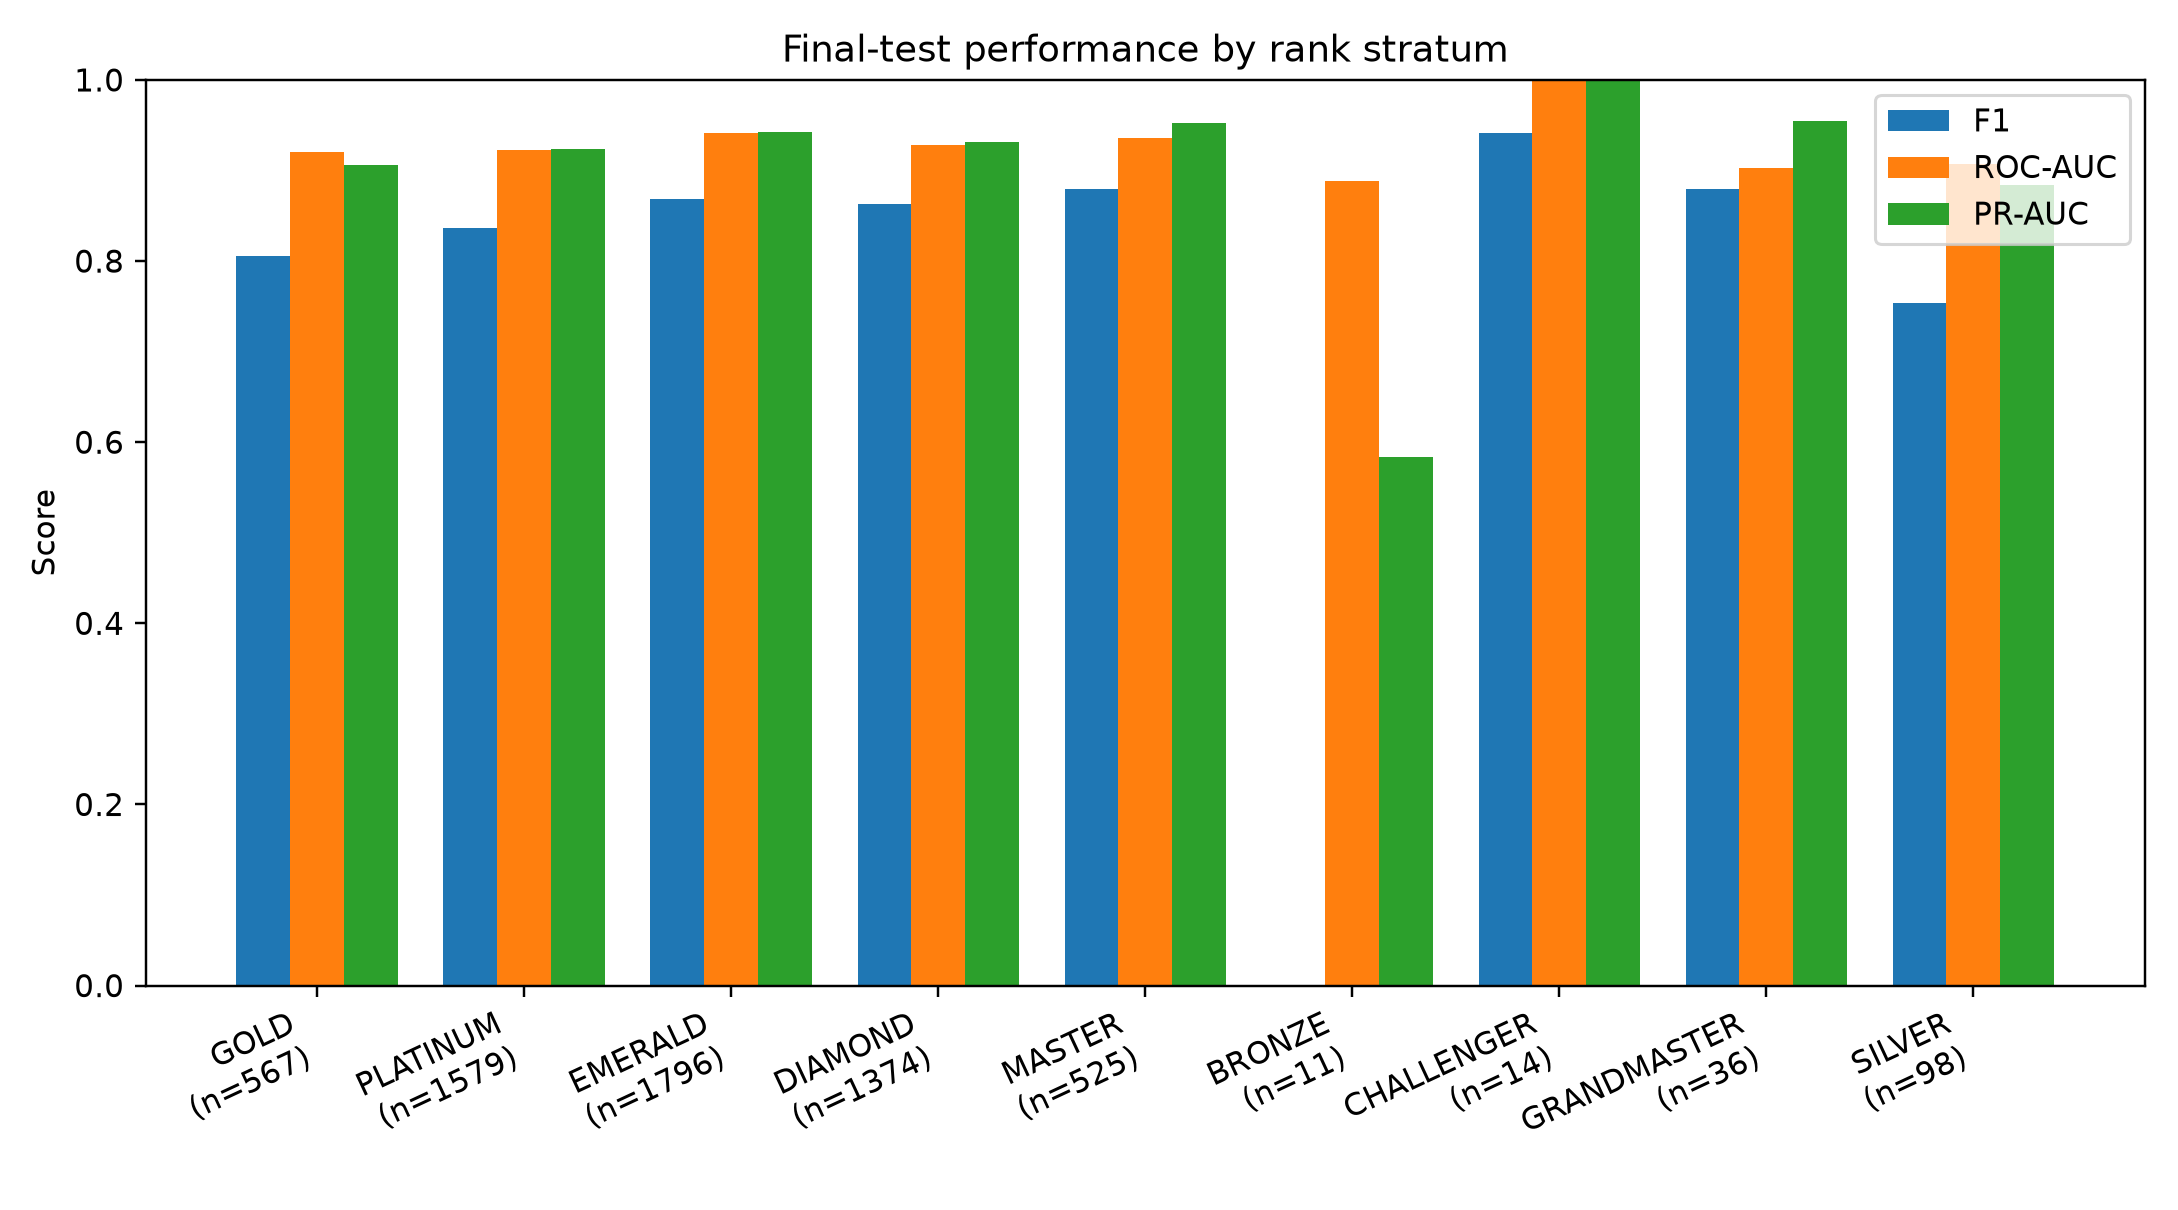 Final-test performance by rank stratum
1.0
0.8
0.6
0.4
0.2
0.0
Score
F1
ROC-AUC
PR-AUC
GOLD
(n=567)
PLATINUM
(n=1579)
EMERALD
(n=1796)
DIAMOND
(n=1374)
MASTER
(n=525)
BRONZE
(n=11)
CHALLENGER
(n=14)
GRANDMASTER
(n=36)
SILVER
(n=98)